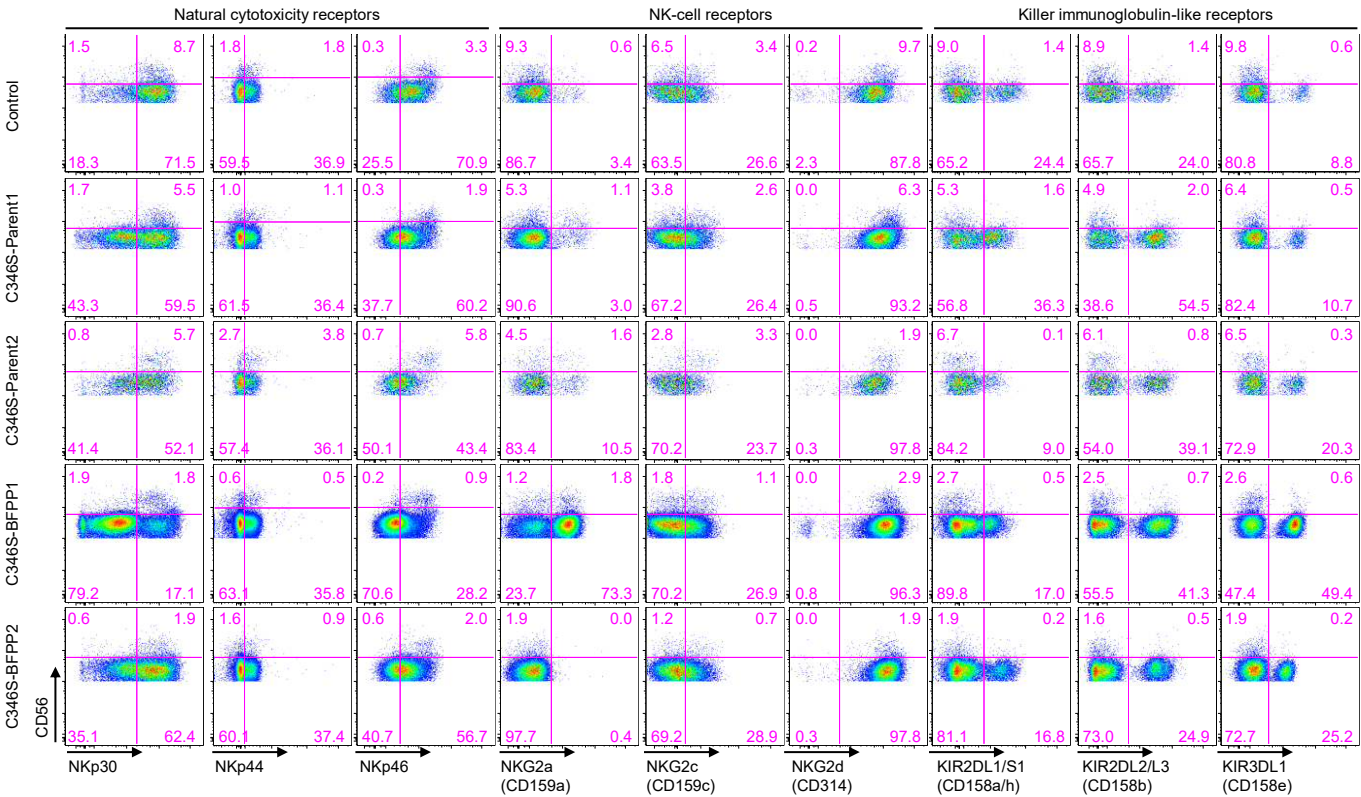 Natural cytotoxicity receptors NK-cell receptors Killer immunoglobulin-like receptors
Control
1.5 8.7 1.8 1.8 0.3 3.3 9.3 0.6 6.5 3.4 0.2 9.7 9.0 1.4 8.9 1.4 9.8 0.6
18.3 71.5 59.5 36.9 25.5 70.9 86.7 3.4 63.5 26.6 2.3 87.8 65.2 24.4 65.7 24.0 80.8 8.8
C346S-Parent1
1.7 5.5 1.0 1.1 0.3 1.9 5.3 1.1 3.8 2.6 0.0 6.3 5.3 1.6 4.9 2.0 6.4 0.5
43.3 59.5 61.5 36.4 37.7 60.2 90.6 3.0 67.2 26.4 0.5 93.2 56.8 36.3 38.6 54.5 82.4 10.7
C346S-Parent2
0.8 5.7 2.7 3.8 0.7 5.8 4.5 1.6 2.8 3.3 0.0 1.9 6.7 0.1 6.1 0.8 6.5 0.3
41.4 52.1 57.4 36.1 50.1 43.4 83.4 10.5 70.2 23.7 0.3 97.8 84.2 9.0 54.0 39.1 72.9 20.3
C346S-BFPP1
1.9 1.8 0.6 0.5 0.2 0.9 1.2 1.8 1.8 1.1 0.0 2.9 2.7 0.5 2.5 0.7 2.6 0.6
79.2 17.1 63.1 35.8 70.6 28.2 23.7 73.3 70.2 26.9 0.8 96.3 89.8 17.0 55.5 41.3 47.4 49.4
C346S-BFPP2
0.6 1.9 1.6 0.9 0.6 2.0 1.9 0.0 1.2 0.7 0.0 1.9 1.9 0.2 1.6 0.5 1.9 0.2
35.1 62.4 60.1 37.4 40.7 56.7 97.7 0.4 69.2 28.9 0.3 97.8 81.1 16.8 73.0 24.9 72.7 25.2
CD56
NKp30 NKp44 NKp46 NKG2a NKG2c NKG2d KIR2DL1/S1 KIR2DL2/L3 KIR3DL1
(CD159a) (CD159c) (CD314) (CD158a/h) (CD158b) (CD158e)